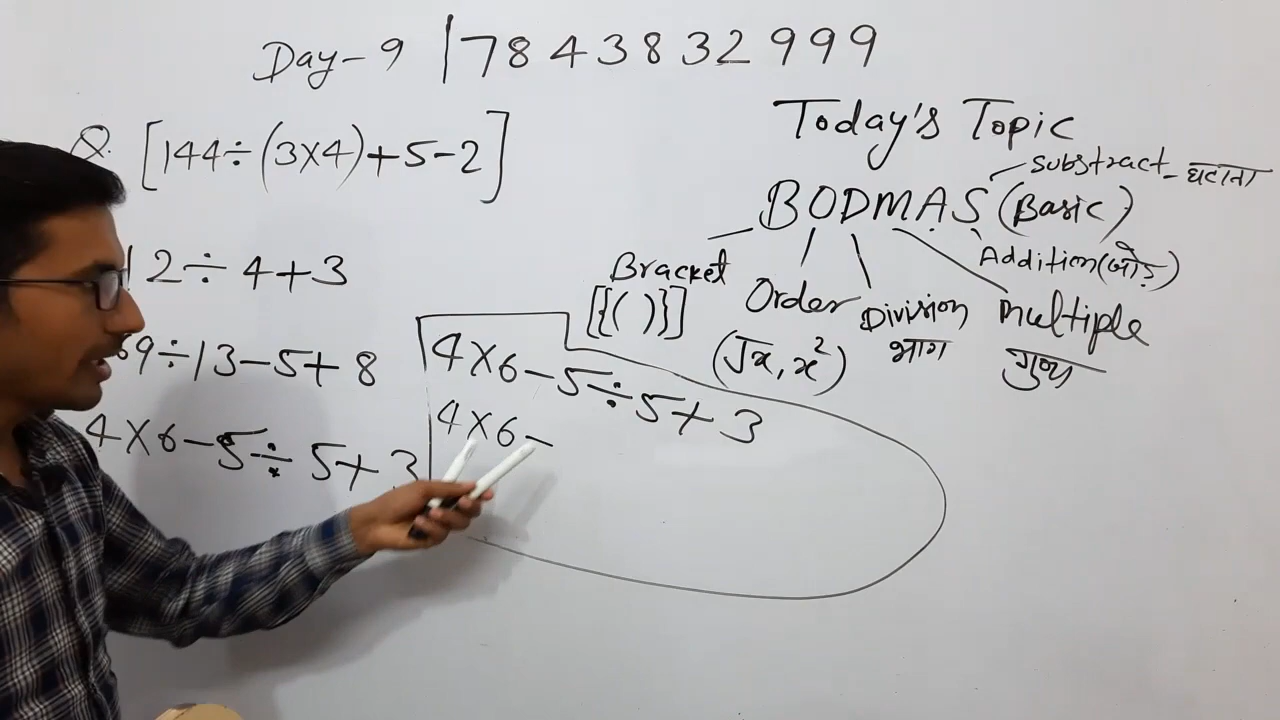 Day-9 | 7843832999
Q. [144÷(3×4)+5-2]
12÷4+3
69÷13-5+8
4×6-5÷5+3
4×6-5÷5+3
4×6-
Today's Topic
BODMAS (Basic)
substract - घटाना
Addition (जोड़)
Bracket
[{( )}]
Order
(√x, x²)
Division
भाग
multiple
गुणा